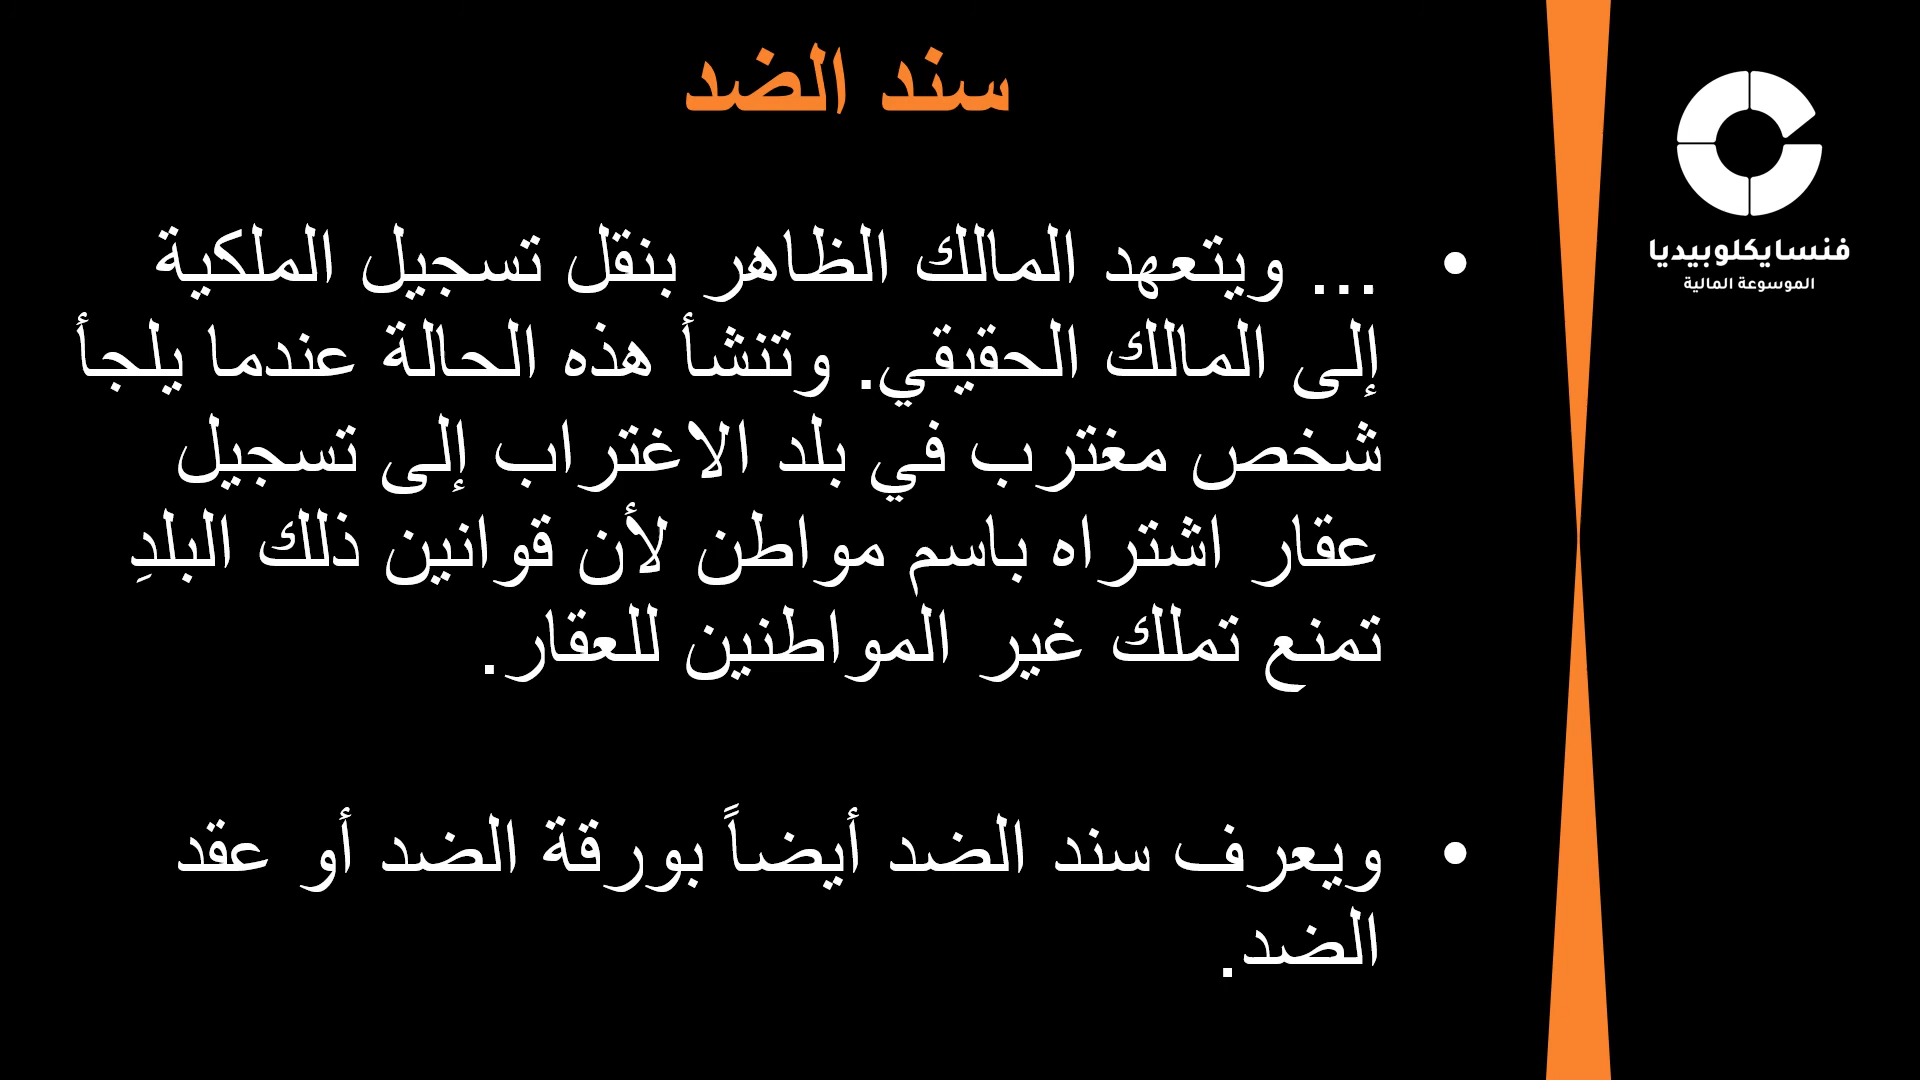 سند الضد
• ... ويتعهد المالك الظاهر بنقل تسجيل الملكية
إلى المالك الحقيقي. وتنشأ هذه الحالة عندما يلجأ
شخص مغترب في بلد الاغتراب إلى تسجيل
عقار اشتراه باسم مواطن لأن قوانين ذلك البلدِ
تمنع تملك غير المواطنين للعقار.
• ويعرف سند الضد أيضاً بورقة الضد أو عقد
الضد.
فنسايكلوبيديا
الموسوعة المالية